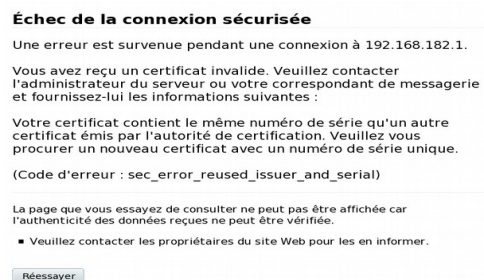 Échec de la connexion sécurisée
Une erreur est survenue pendant une connexion à 192.168.182.1.
Vous avez reçu un certificat invalide. Veuillez contacter
l'administrateur du serveur ou votre correspondant de messagerie
et fournissez-lui les informations suivantes :
Votre certificat contient le même numéro de série qu'un autre
certificat émis par l'autorité de certification. Veuillez vous
procurer un nouveau certificat avec un numéro de série unique.
(Code d'erreur : sec_error_reused_issuer_and_serial)
La page que vous essayez de consulter ne peut pas être affichée car
l'authenticité des données reçues ne peut être vérifiée.
▪ Veuillez contacter les propriétaires du site Web pour les en informer.
Réessayer